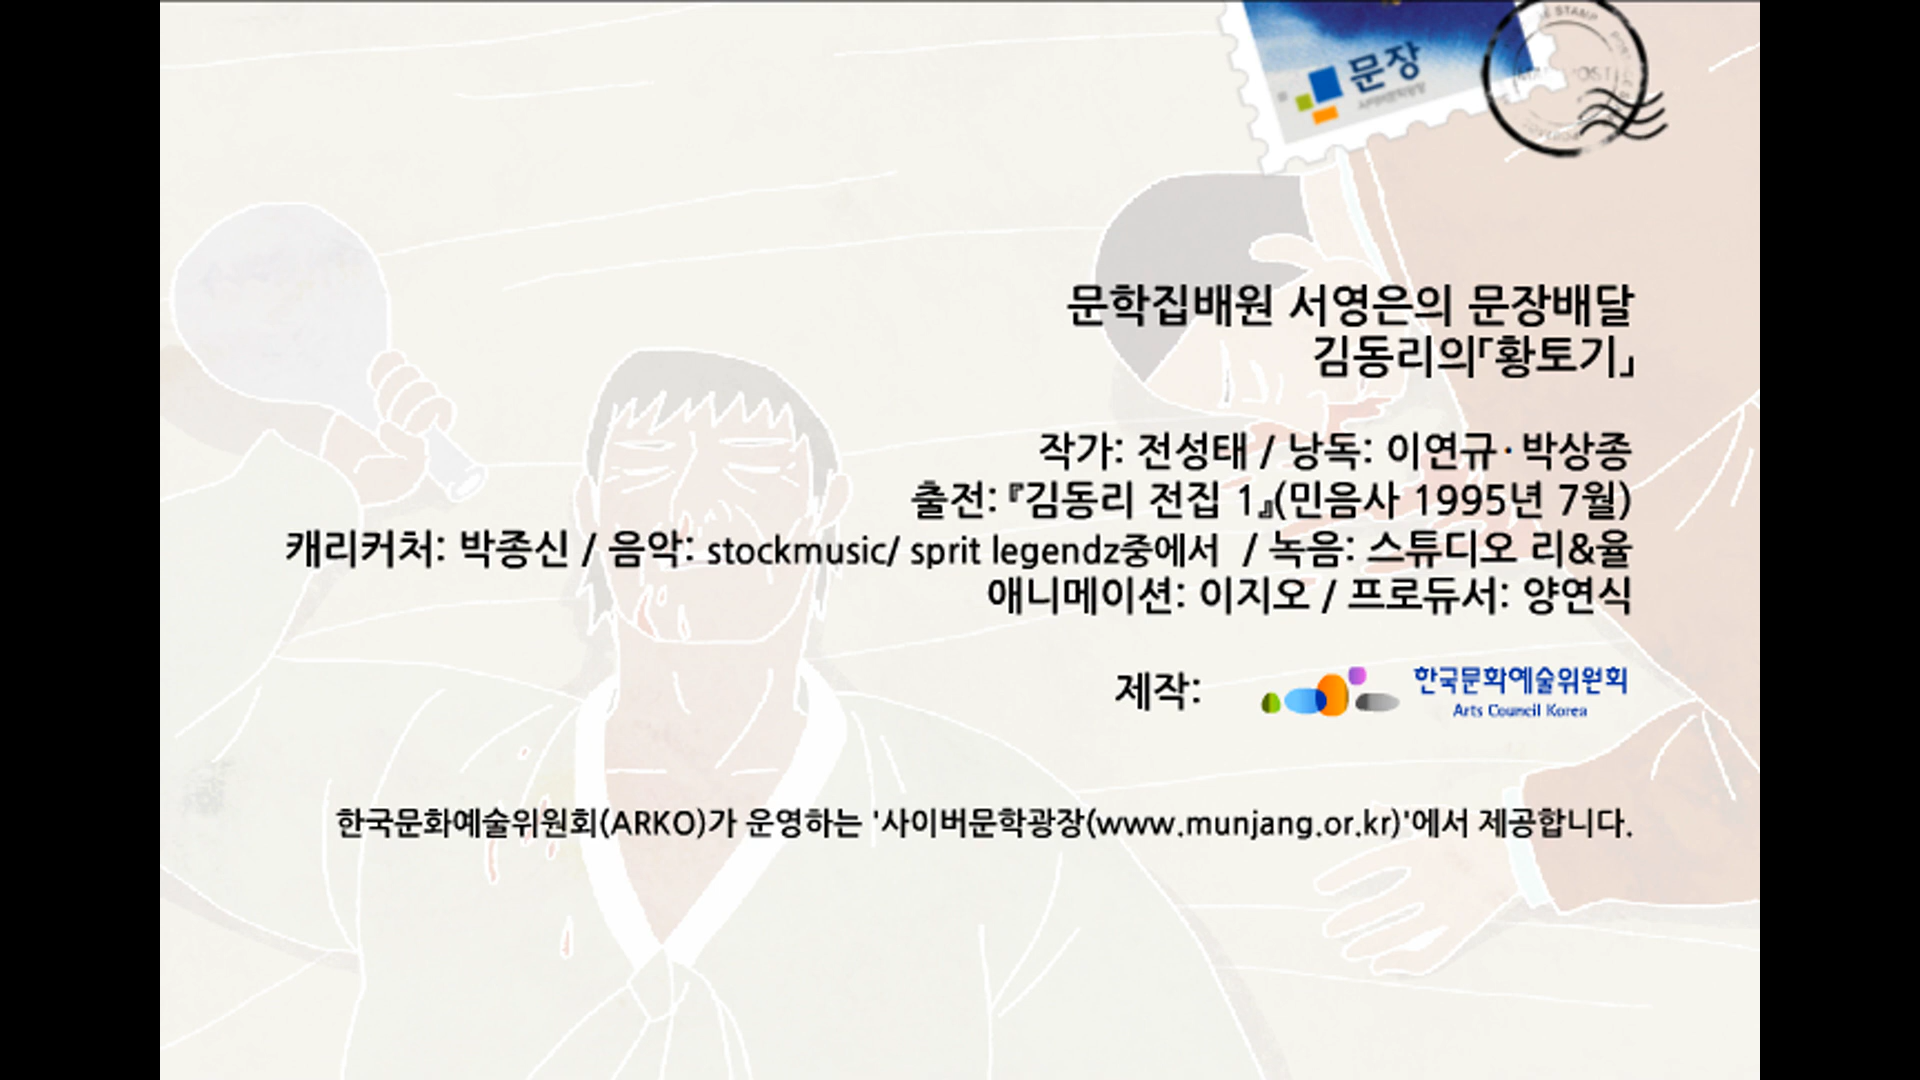 문장
문학집배원 서영은의 문장배달
김동리의「황토기」
작가: 전성태 / 낭독: 이연규·박상종
출전:『김동리 전집 1』(민음사 1995년 7월)
캐리커처: 박종신 / 음악: stockmusic/ sprit legendz중에서 / 녹음: 스튜디오 리&율
애니메이션: 이지오 / 프로듀서: 양연식
제작: 한국문화예술위원회
Arts Council Korea
한국문화예술위원회(ARKO)가 운영하는 '사이버문학광장(www.munjang.or.kr)'에서 제공합니다.